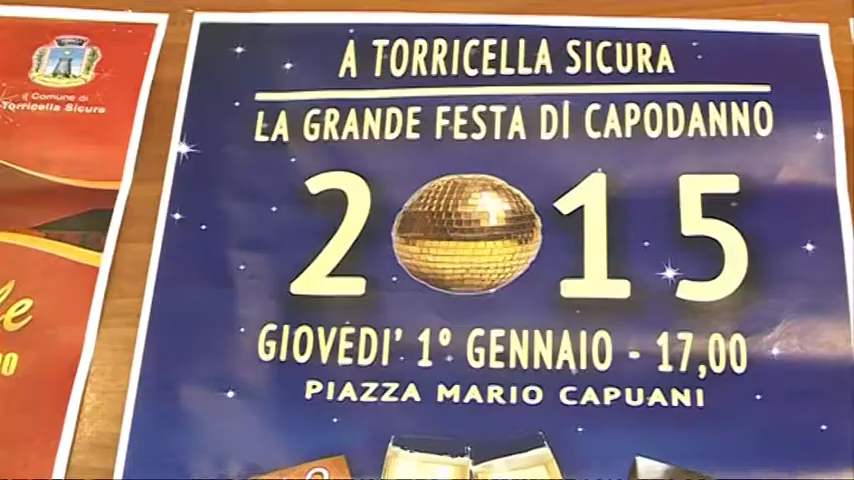 Comune di
Torricella Sicura
A TORRICELLA SICURA
LA GRANDE FESTA DI CAPODANNO
2015
GIOVEDI' 1º GENNAIO - 17,00
PIAZZA MARIO CAPUANI